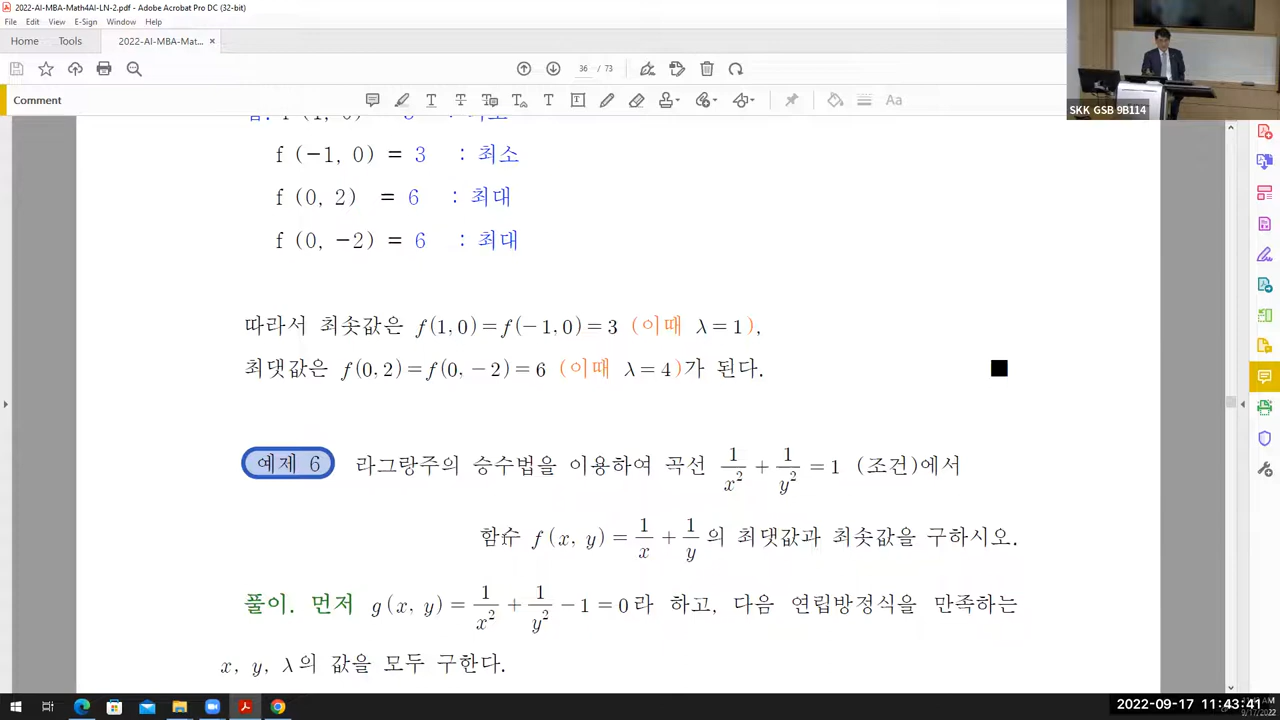 2022-AI-MBA-Math4AI-LN-2.pdf - Adobe Acrobat Pro DC (32-bit)
File Edit View E-Sign Window Help
Home Tools 2022-AI-MBA-Mat... ×
36 / 73
Comment
SKK GSB 9B114
f (−1, 0) = 3 : 최소
f (0, 2) = 6 : 최대
f (0, −2) = 6 : 최대
따라서 최솟값은 f(1, 0)=f(−1, 0)=3 (이때 λ=1),
최댓값은 f(0, 2)=f(0, −2)=6 (이때 λ=4)가 된다. ■
예제 6 라그랑주의 승수법을 이용하여 곡선 1/x² + 1/y² = 1 (조건)에서
함수 f(x, y) = 1/x + 1/y 의 최댓값과 최솟값을 구하시오.
풀이. 먼저 g(x, y) = 1/x² + 1/y² − 1 = 0라 하고, 다음 연립방정식을 만족하는
x, y, λ의 값을 모두 구한다.
2022-09-17 11:43:41